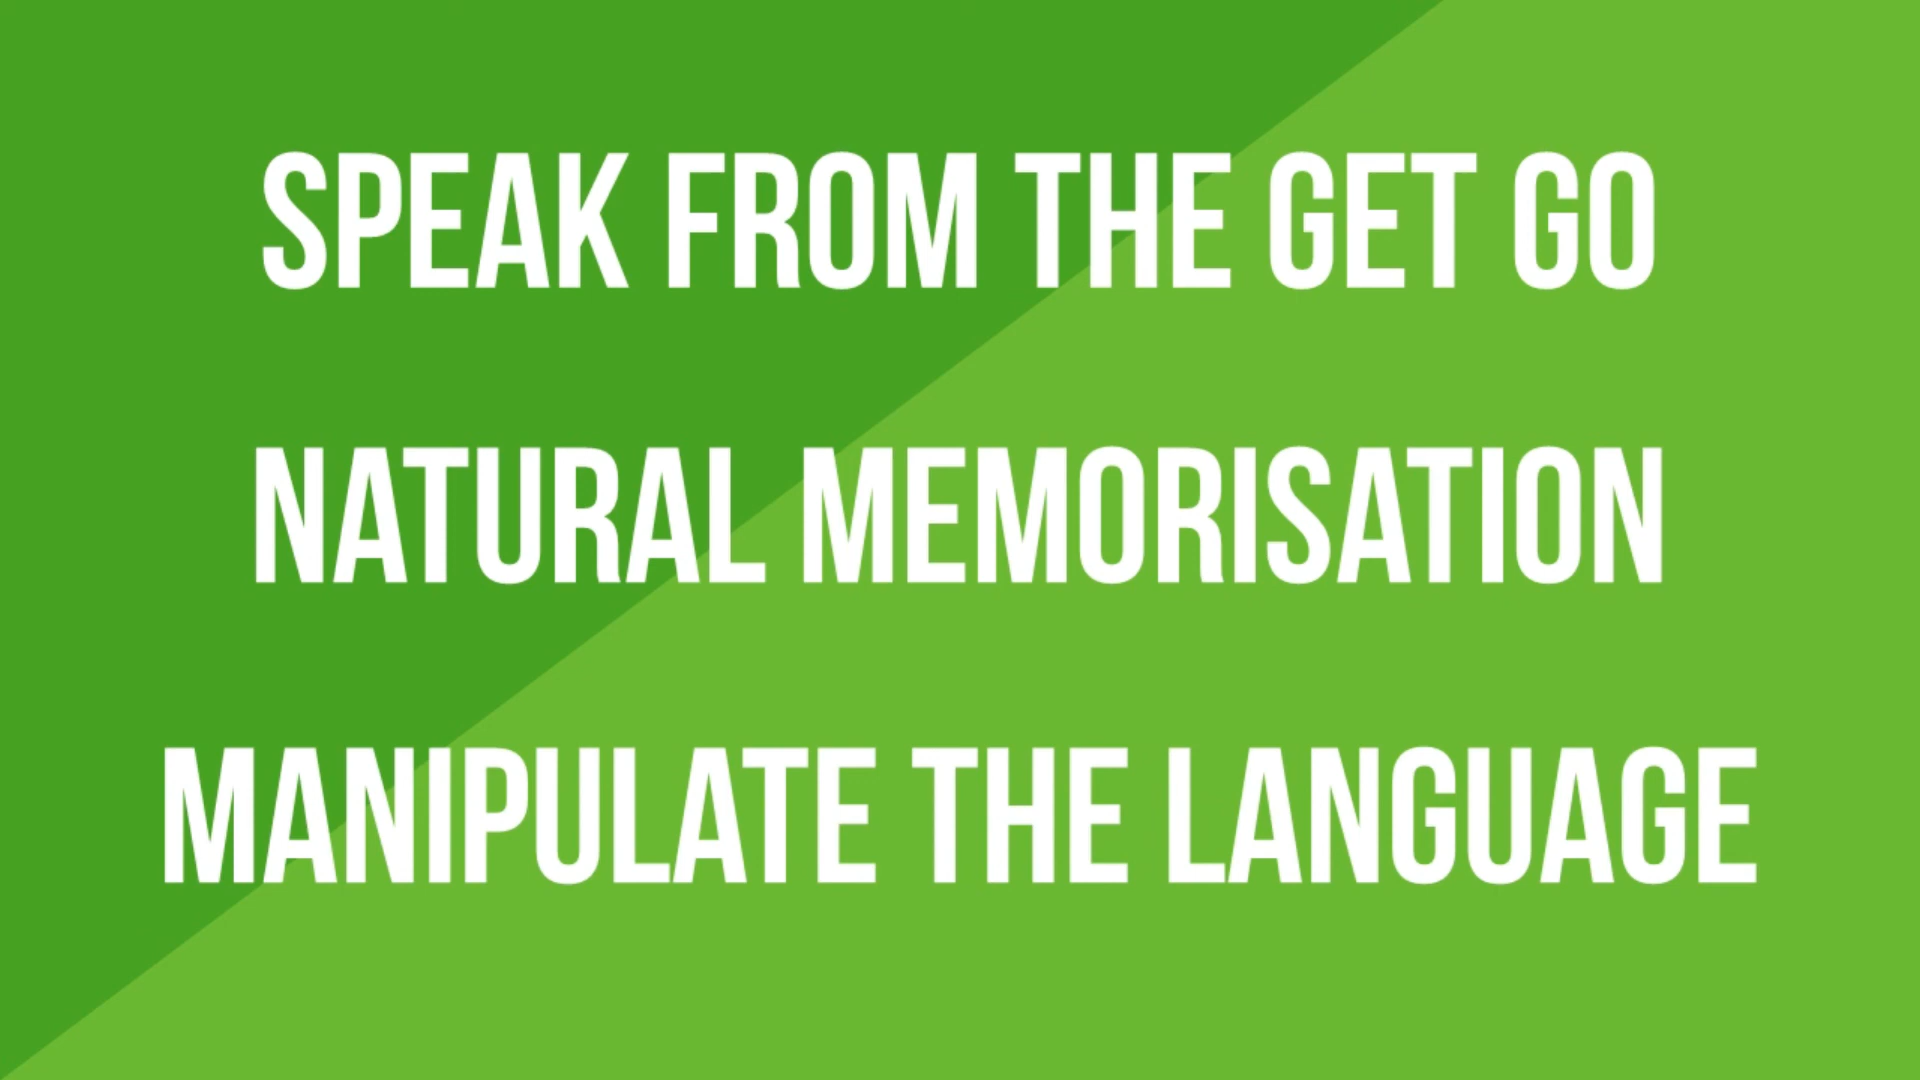 SPEAK FROM THE GET GO
NATURAL MEMORISATION
MANIPULATE THE LANGUAGE